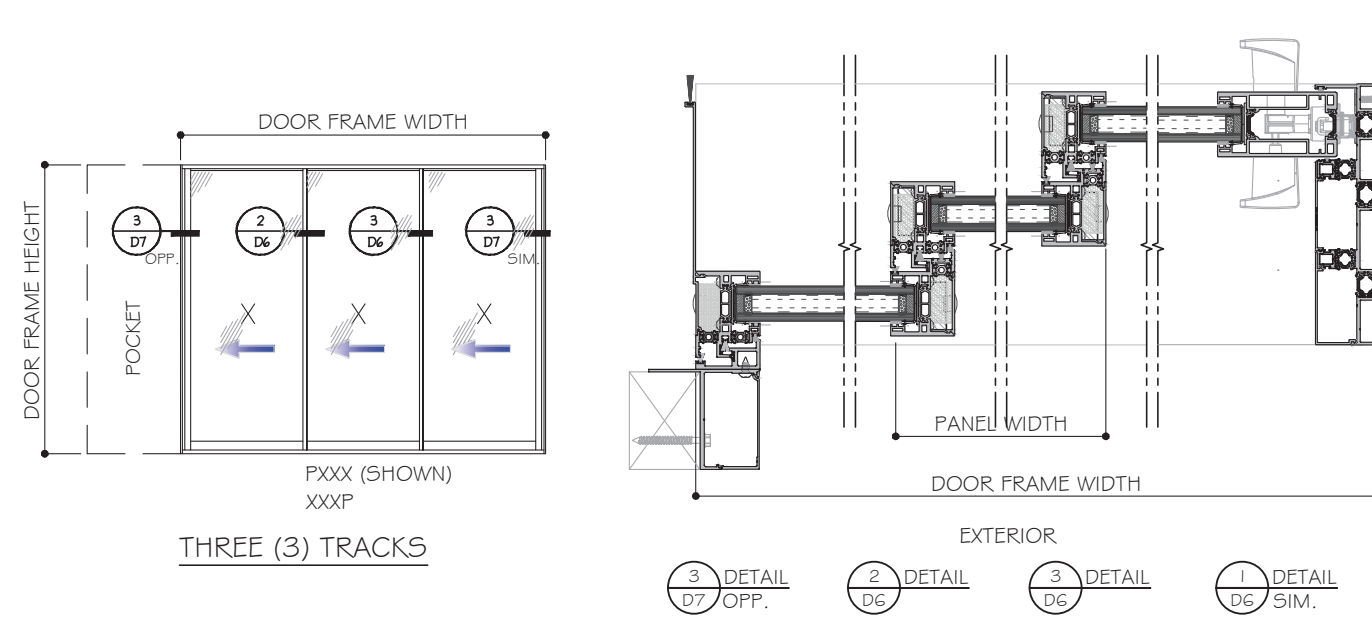 DOOR FRAME WIDTH
DOOR FRAME HEIGHT
POCKET
3
D7
OPP.
2
D6
3
D6
3
D7
SIM.
X
X
X
PXXX (SHOWN)
XXXP
THREE (3) TRACKS
PANEL WIDTH
DOOR FRAME WIDTH
EXTERIOR
3 DETAIL
D7 OPP.
2 DETAIL
D6
3 DETAIL
D6
1 DETAIL
D6 SIM.